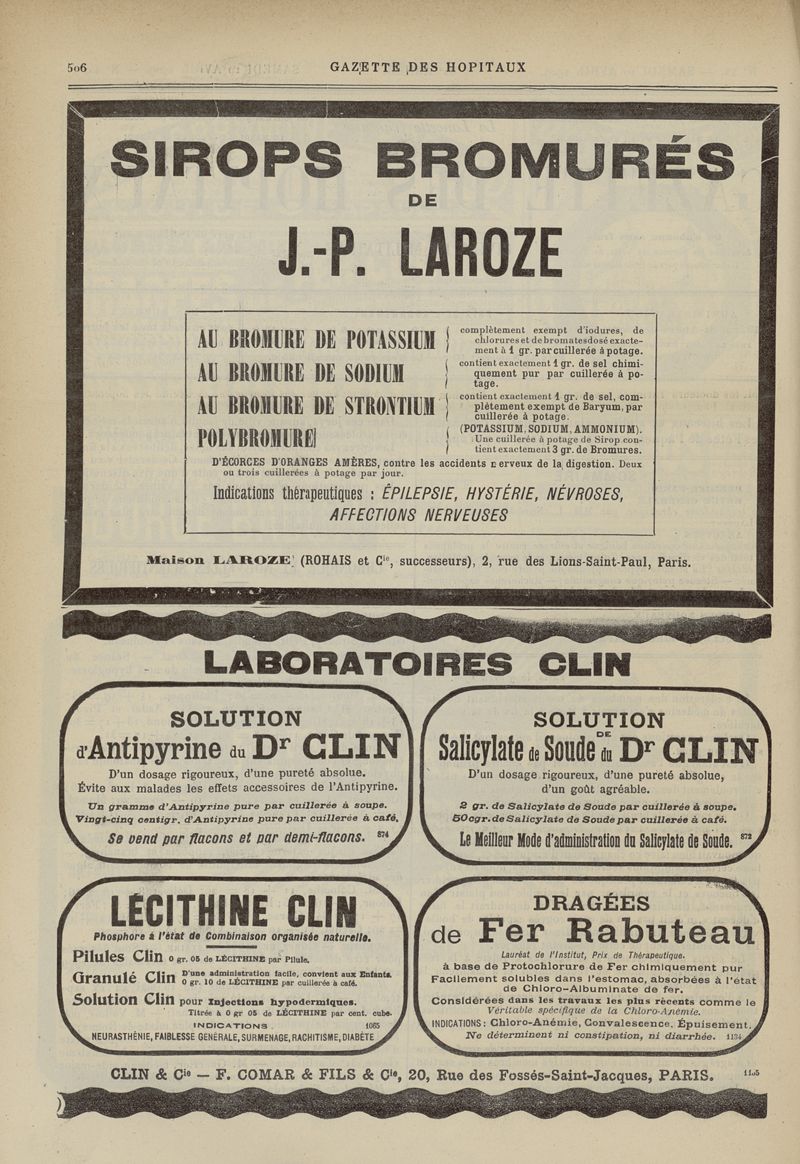 506
GAZETTE DES HOPITAUX
SIROPS BROMURÉS
DE
J.-P. LAROZE
AU BROMURE DE POTASSIUM
complètement exempt d'iodures, de
chlorures et de bromates dosé exacte-
ment à 1 gr. par cuillerée à potage.
AU BROMURE DE SODIUM
contient exactement 1 gr. de sel chimi-
quement pur par cuillerée à po-
tage.
AU BROMURE DE STRONTIUM
contient exactement 1 gr. de sel, com-
plètement exempt de Baryum, par
cuillerée à potage.
POLYBROMURE
(POTASSIUM, SODIUM, AMMONIUM).
Une cuillerée à potage de Sirop con-
tient exactement 3 gr. de Bromures.
D'ÉCORCES D'ORANGES AMÈRES, contre les accidents nerveux de la digestion. Deux
ou trois cuillerées à potage par jour.
Indications thérapeutiques : ÉPILEPSIE, HYSTÉRIE, NÉVROSES,
AFFECTIONS NERVEUSES
Maison LAROZE (ROHAIS et Cie, successeurs), 2, rue des Lions-Saint-Paul, Paris.
LABORATOIRES CLIN
SOLUTION
d'Antipyrine du Dr CLIN
D'un dosage rigoureux, d'une pureté absolue.
Évite aux malades les effets accessoires de l'Antipyrine.
Un gramme d'Antipyrine pure par cuillerée à soupe.
Vingt-cinq centigr. d'Antipyrine pure par cuillerée à café.
Se vend par flacons et par demi-flacons. 874
SOLUTION
DE
Salicylate de Soude du Dr CLIN
D'un dosage rigoureux, d'une pureté absolue,
d'un goût agréable.
2 gr. de Salicylate de Soude par cuillerée à soupe.
50 cgr. de Salicylate de Soude par cuillerée à café.
Le Meilleur Mode d'administration du Salicylate de Soude. 872
LÉCITHINE CLIN
Phosphore à l'état de Combinaison organisée naturelle.
Pilules Clin 0 gr. 05 de LÉCITHINE par Pilule.
Granulé Clin D'une administration facile, convient aux Enfants.
0 gr. 10 de LÉCITHINE par cuillerée à café.
Solution Clin pour Injections hypodermiques.
Titrée à 0 gr 05 de LÉCITHINE par cent. cube.
INDICATIONS 1065
NEURASTHÉNIE, FAIBLESSE GÉNÉRALE, SURMENAGE, RACHITISME, DIABÈTE
DRAGÉES
de Fer Rabuteau
Lauréat de l'Institut, Prix de Thérapeutique.
à base de Protochlorure de Fer chimiquement pur
Facilement solubles dans l'estomac, absorbées à l'état
de Chloro-Albuminate de fer.
Considérées dans les travaux les plus récents comme le
Véritable spécifique de la Chloro-Anémie.
INDICATIONS : Chloro-Anémie, Convalescence, Épuisement.
Ne déterminent ni constipation, ni diarrhée. 1134
CLIN & Cie — F. COMAR & FILS & Cie, 20, Rue des Fossés-Saint-Jacques, PARIS.